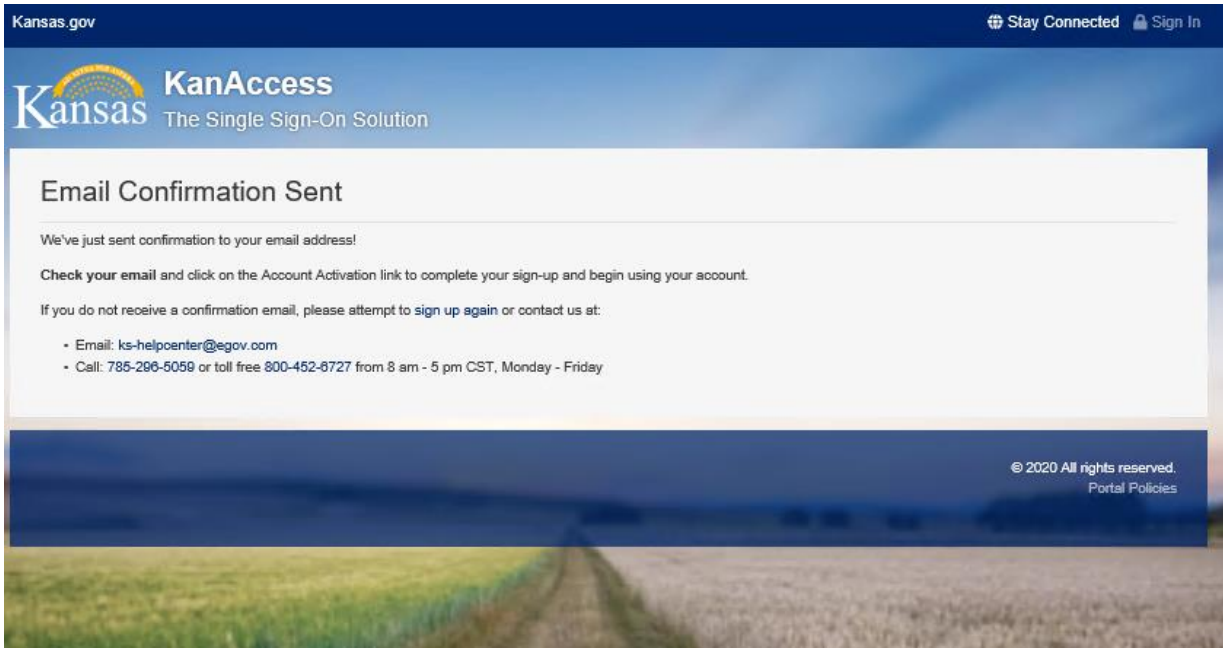 Kansas.gov
Stay Connected Sign In
Kansas
KanAccess
The Single Sign-On Solution
Email Confirmation Sent
We've just sent confirmation to your email address!
Check your email and click on the Account Activation link to complete your sign-up and begin using your account.
If you do not receive a confirmation email, please attempt to sign up again or contact us at:
• Email: ks-helpcenter@egov.com
• Call: 785-296-5059 or toll free 800-452-6727 from 8 am - 5 pm CST, Monday - Friday
© 2020 All rights reserved.
Portal Policies